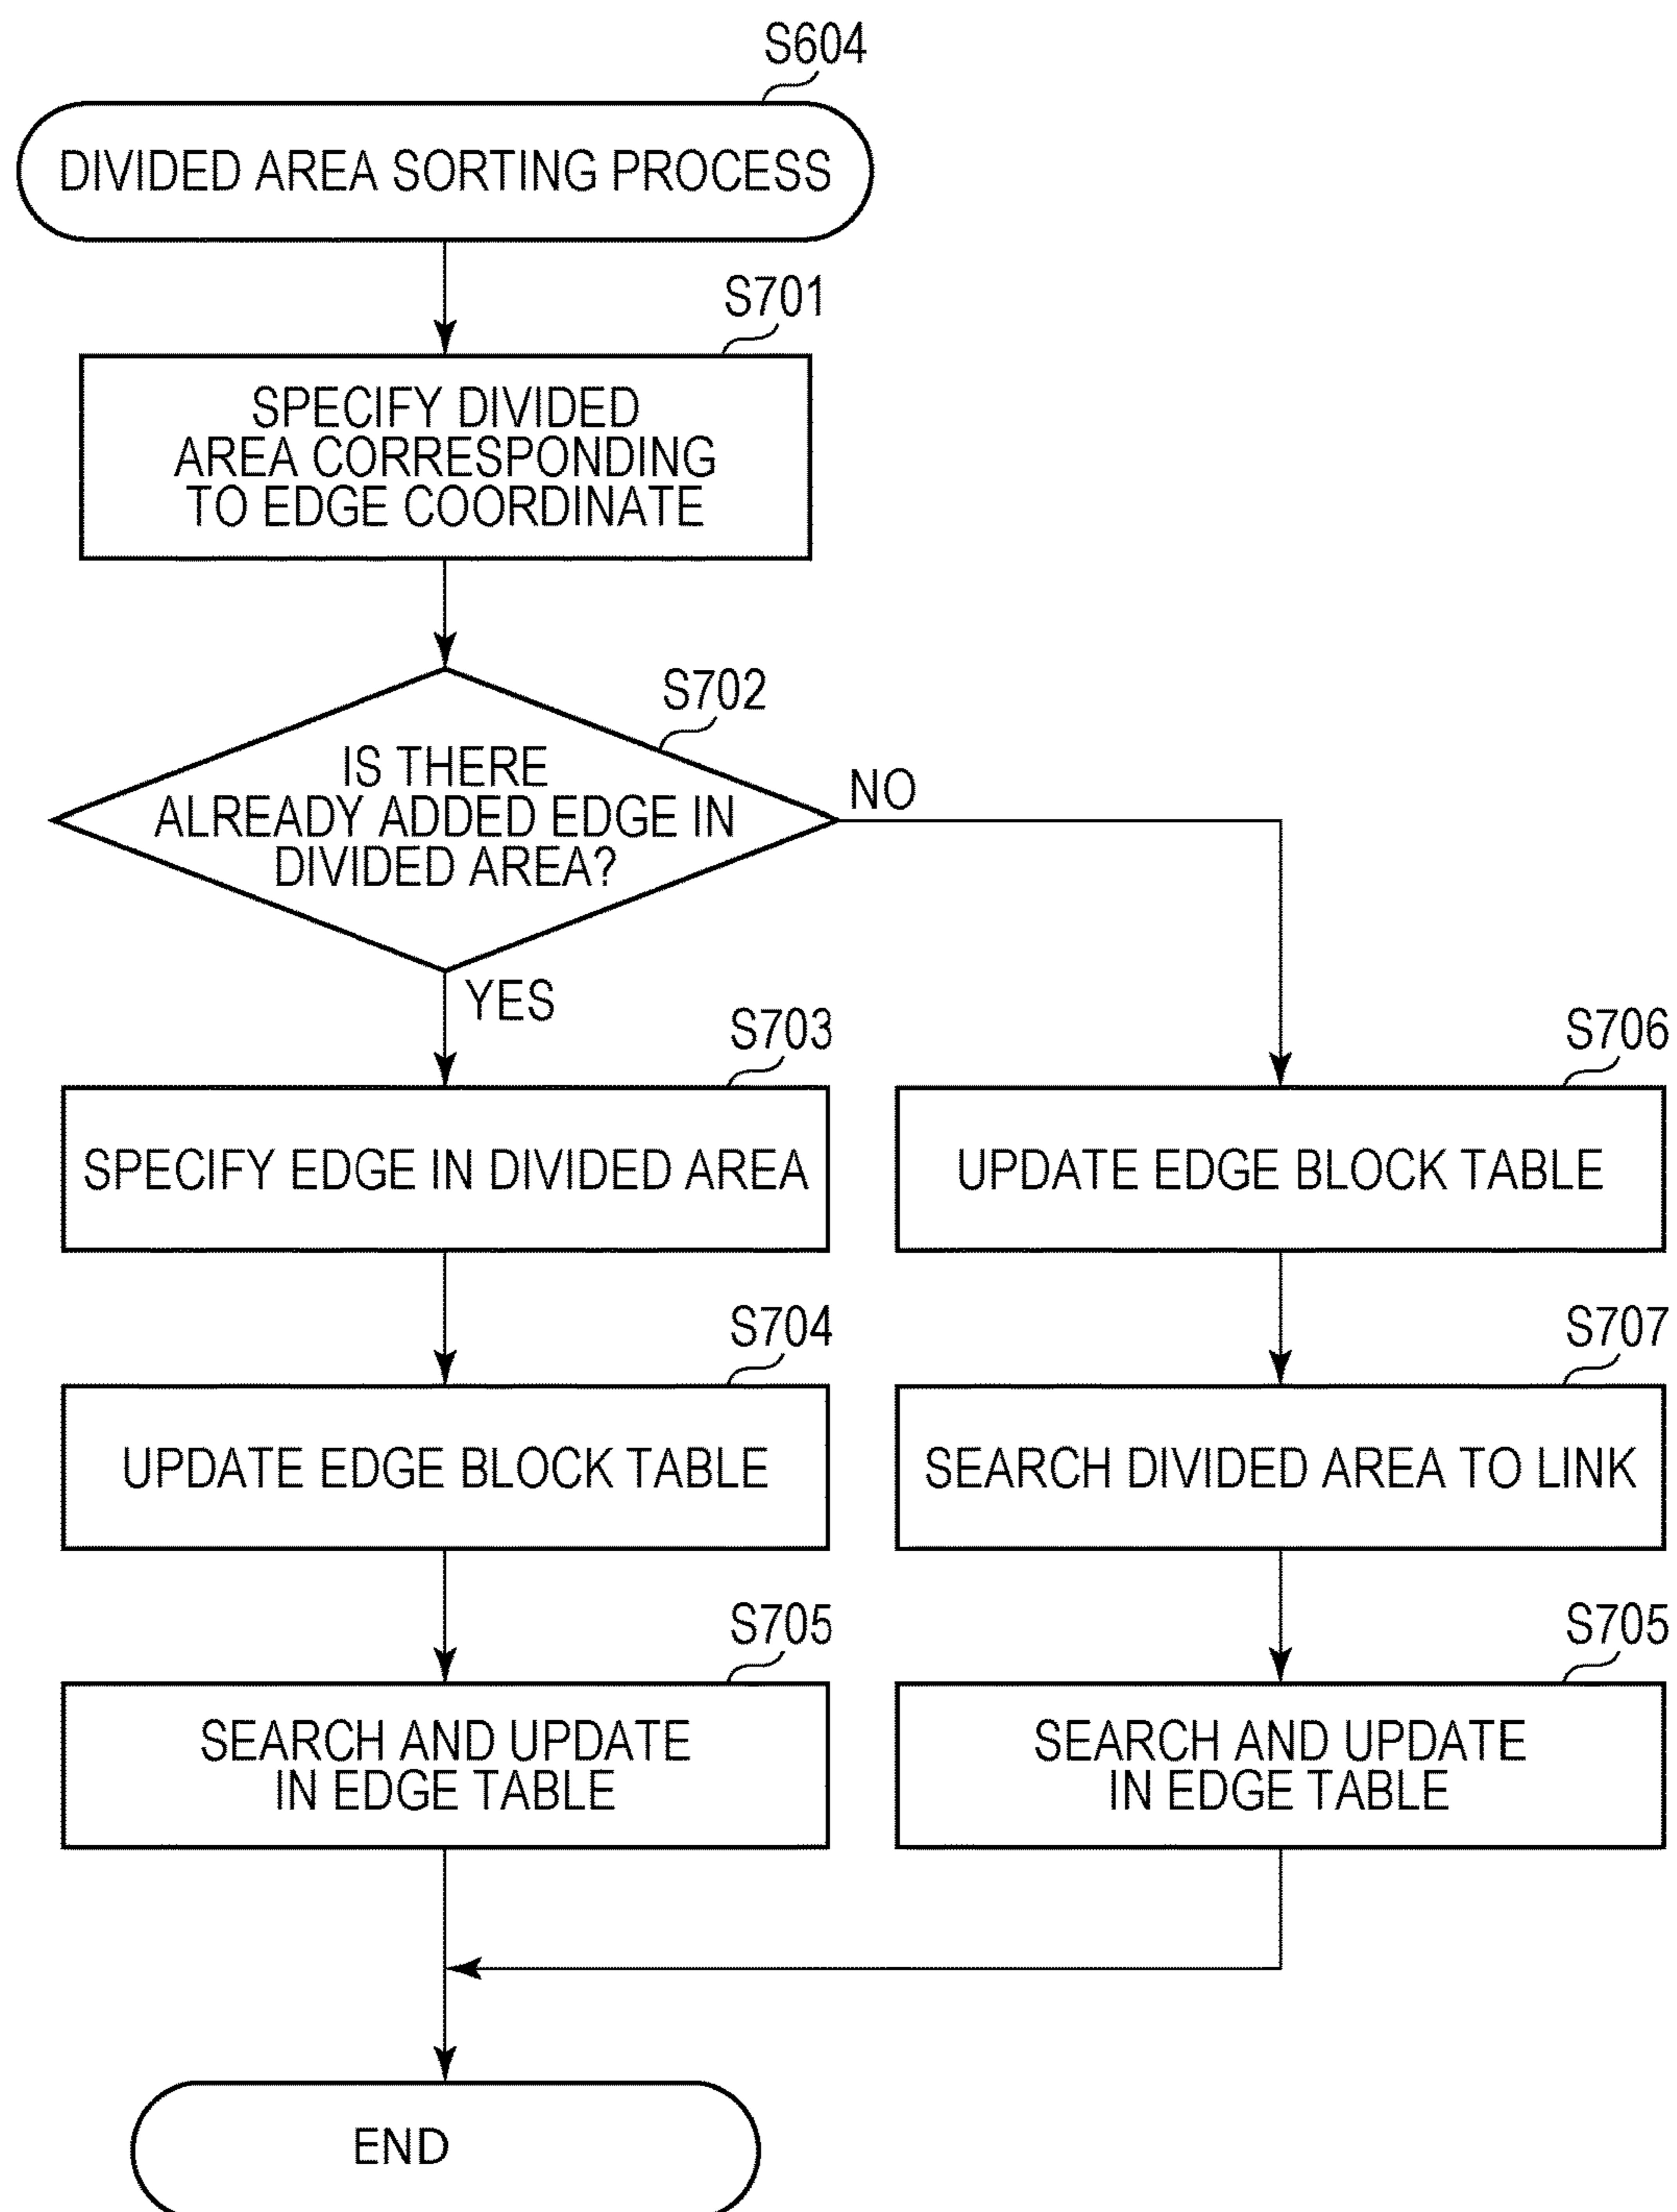 S604
DIVIDED AREA SORTING PROCESS
S701
SPECIFY DIVIDED
AREA CORRESPONDING
TO EDGE COORDINATE
S702
IS THERE
ALREADY ADDED EDGE IN
DIVIDED AREA?
NO
YES
S703
SPECIFY EDGE IN DIVIDED AREA
S706
UPDATE EDGE BLOCK TABLE
S704
UPDATE EDGE BLOCK TABLE
S707
SEARCH DIVIDED AREA TO LINK
S705
SEARCH AND UPDATE
IN EDGE TABLE
S705
SEARCH AND UPDATE
IN EDGE TABLE
END